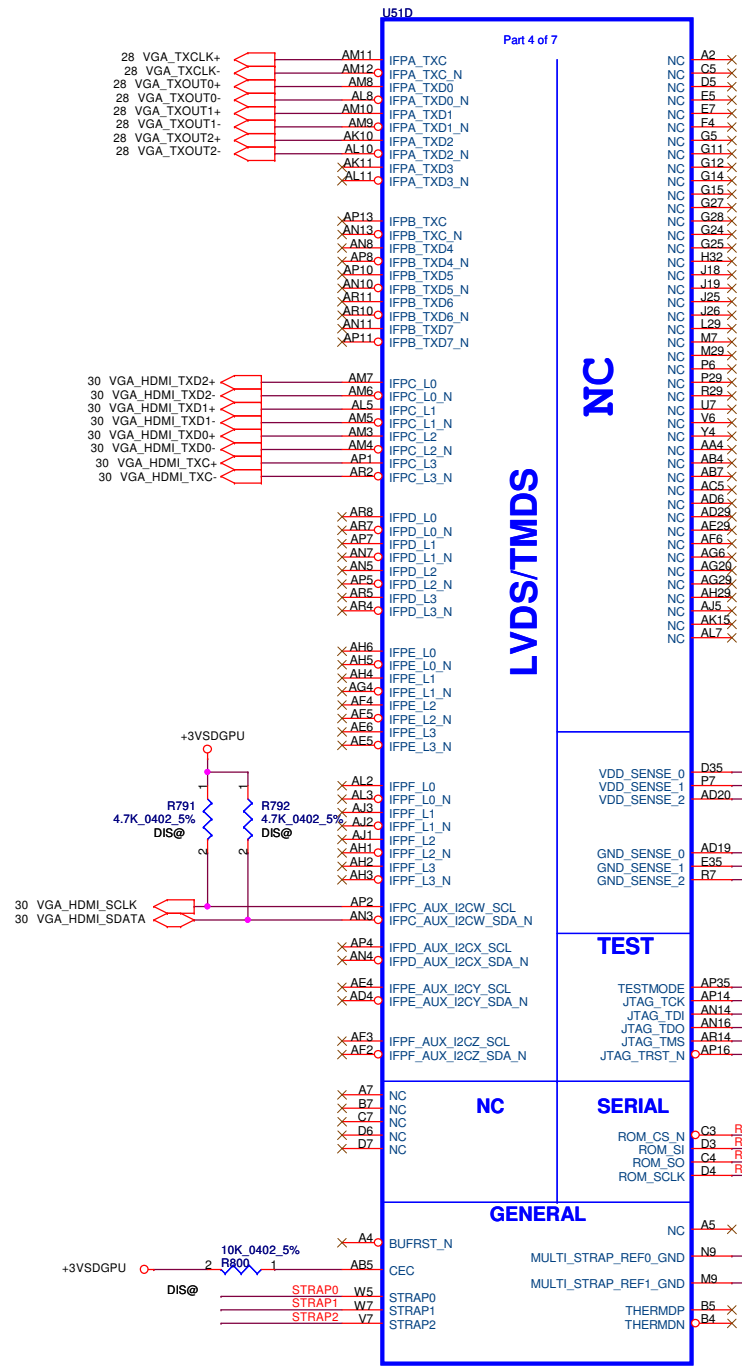 U51D
Part 4 of 7
28 VGA_TXCLK+ AM11 IFPA_TXC
28 VGA_TXCLK- AM12 IFPA_TXC_N
28 VGA_TXOUT0+ AM8 IFPA_TXD0
28 VGA_TXOUT0- AL8 IFPA_TXD0_N
28 VGA_TXOUT1+ AM10 IFPA_TXD1
28 VGA_TXOUT1- AM9 IFPA_TXD1_N
28 VGA_TXOUT2+ AK10 IFPA_TXD2
28 VGA_TXOUT2- AL10 IFPA_TXD2_N
AK11 IFPA_TXD3
AL11 IFPA_TXD3_N
AP13 IFPB_TXC
AN13 IFPB_TXC_N
AN8 IFPB_TXD4
AP8 IFPB_TXD4_N
AP10 IFPB_TXD5
AN10 IFPB_TXD5_N
AR11 IFPB_TXD6
AR10 IFPB_TXD6_N
AN11 IFPB_TXD7
AP11 IFPB_TXD7_N
30 VGA_HDMI_TXD2+ AM7 IFPC_L0
30 VGA_HDMI_TXD2- AM6 IFPC_L0_N
30 VGA_HDMI_TXD1+ AL5 IFPC_L1
30 VGA_HDMI_TXD1- AM5 IFPC_L1_N
30 VGA_HDMI_TXD0+ AM3 IFPC_L2
30 VGA_HDMI_TXD0- AM4 IFPC_L2_N
30 VGA_HDMI_TXC+ AP1 IFPC_L3
30 VGA_HDMI_TXC- AR2 IFPC_L3_N
AR8 IFPD_L0
AR7 IFPD_L0_N
AP7 IFPD_L1
AN7 IFPD_L1_N
AN5 IFPD_L2
AP5 IFPD_L2_N
AR5 IFPD_L3
AR4 IFPD_L3_N
AH6 IFPE_L0
AH5 IFPE_L0_N
AH4 IFPE_L1
AG4 IFPE_L1_N
AF4 IFPE_L2
AF5 IFPE_L2_N
AE6 IFPE_L3
AE5 IFPE_L3_N
+3VSDGPU
1 1
R791 R792
4.7K_0402_5% 4.7K_0402_5%
DIS@ DIS@
2 2
AL2 IFPF_L0
AL3 IFPF_L0_N
AJ3 IFPF_L1
AJ2 IFPF_L1_N
AJ1 IFPF_L2
AH1 IFPF_L2_N
AH2 IFPF_L3
AH3 IFPF_L3_N
30 VGA_HDMI_SCLK AP2 IFPC_AUX_I2CW_SCL
30 VGA_HDMI_SDATA AN3 IFPC_AUX_I2CW_SDA_N
AP4 IFPD_AUX_I2CX_SCL
AN4 IFPD_AUX_I2CX_SDA_N
AE4 IFPE_AUX_I2CY_SCL
AD4 IFPE_AUX_I2CY_SDA_N
AF3 IFPF_AUX_I2CZ_SCL
AF2 IFPF_AUX_I2CZ_SDA_N
A7 NC
B7 NC
C7 NC
D6 NC
D7 NC
NC
A4 BUFRST_N
10K_0402_5%
+3VSDGPU 2 R800 1 AB5 CEC
DIS@
STRAP0 W5 STRAP0
STRAP1 W7 STRAP1
STRAP2 V7 STRAP2
LVDS/TMDS
NC
NC A2
NC C5
NC D5
NC E5
NC E7
NC F4
NC G5
NC G11
NC G12
NC G14
NC G15
NC G27
NC G28
NC G24
NC G25
NC H32
NC J18
NC J19
NC J25
NC J26
NC L29
NC M7
NC M29
NC P6
NC P29
NC R29
NC U7
NC V6
NC Y4
NC AA4
NC AB4
NC AB7
NC AC5
NC AD6
NC AD29
NC AE29
NC AF6
NC AG6
NC AG20
NC AG29
NC AH29
NC AJ5
NC AK15
NC AL7
VDD_SENSE_0 D35
VDD_SENSE_1 P7
VDD_SENSE_2 AD20
GND_SENSE_0 AD19
GND_SENSE_1 E35
GND_SENSE_2 R7
TEST
TESTMODE AP35
JTAG_TCK AP14
JTAG_TDI AN14
JTAG_TDO AN16
JTAG_TMS AR14
JTAG_TRST_N AP16
SERIAL
ROM_CS_N C3 R
ROM_SI D3 R
ROM_SO C4 R
ROM_SCLK D4 R
GENERAL
NC A5
MULTI_STRAP_REF0_GND N9
MULTI_STRAP_REF1_GND M9
THERMDP B5
THERMDN B4